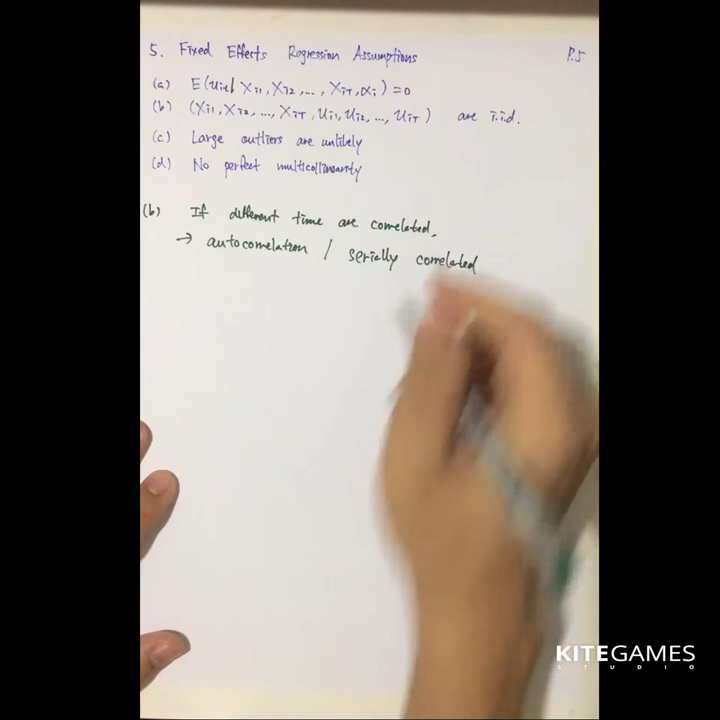 5. Fixed Effects Regression Assumptions P.5
(a) E(uit| Xi1, Xi2, ..., XiT, αi) = 0
(b) (Xi1, Xi2, ..., XiT, ui1, ui2, ..., uiT) are i.i.d.
(c) Large outliers are unlikely
(d) No perfect multicollinearity
(b) If different time are correlated,
→ autocorrelation / serially correlated
KITEGAMES
STUDIO